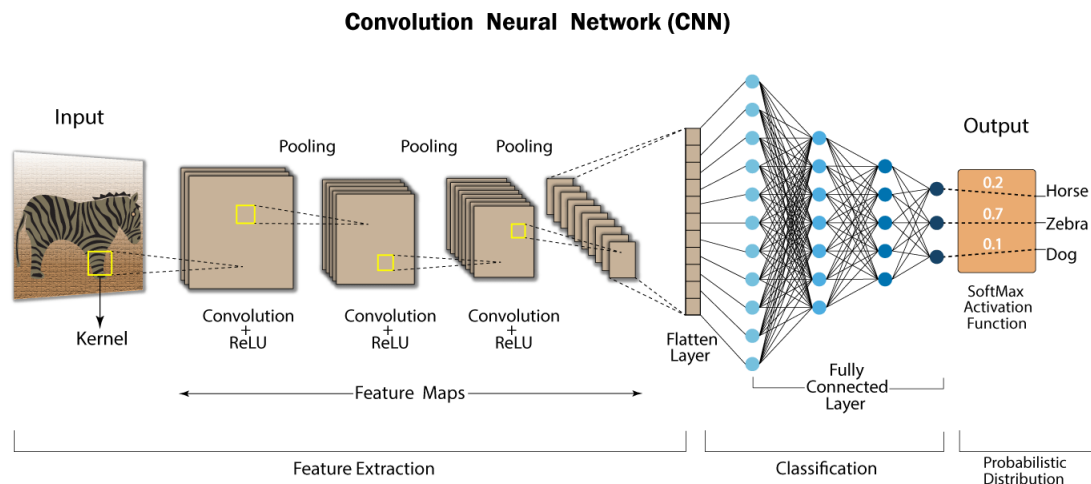 Convolution Neural Network (CNN)
Input
Output
Pooling
Pooling
Pooling
0.2
Horse
0.7
Zebra
0.1
Dog
Kernel
Convolution
+
ReLU
Convolution
+
ReLU
Convolution
+
ReLU
Flatten
Layer
SoftMax
Activation
Function
Fully
Connected
Layer
Feature Maps
Feature Extraction
Classification
Probabilistic
Distribution